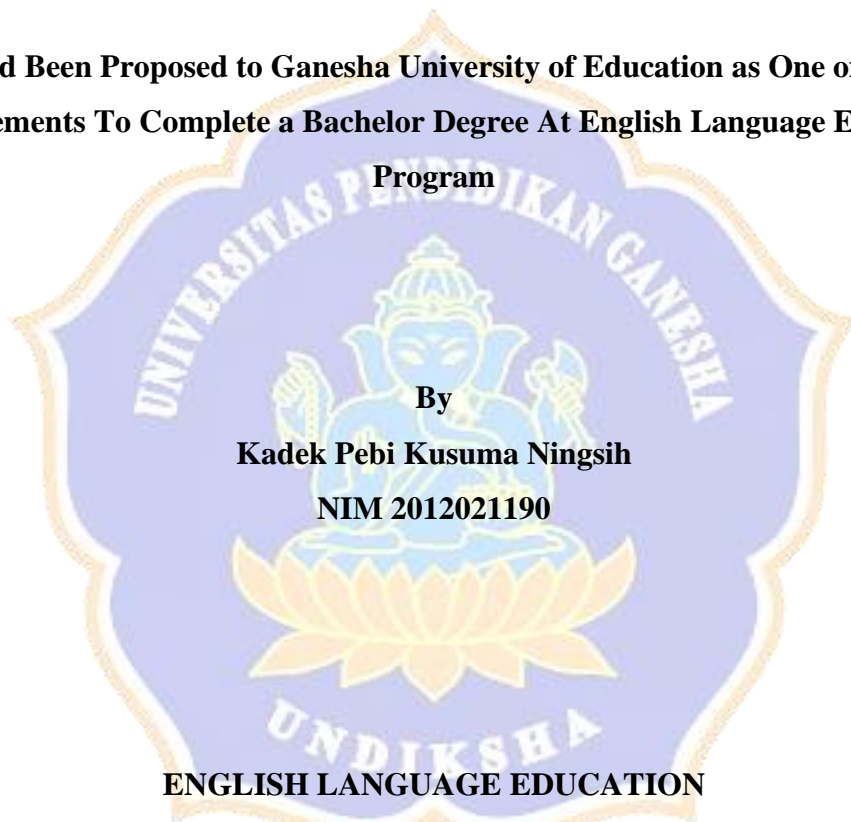 Been Proposed to Ganesha University of Education as One
To Complete a Bachelor Degree At English Language
Program
UNIVERSITAS PENDIDIKAN GANESHA
By
Kadek Pebi Kusuma Ningsih
NIM 2012021190
UNDIKSHA
ENGLISH LANGUAGE EDUCATION